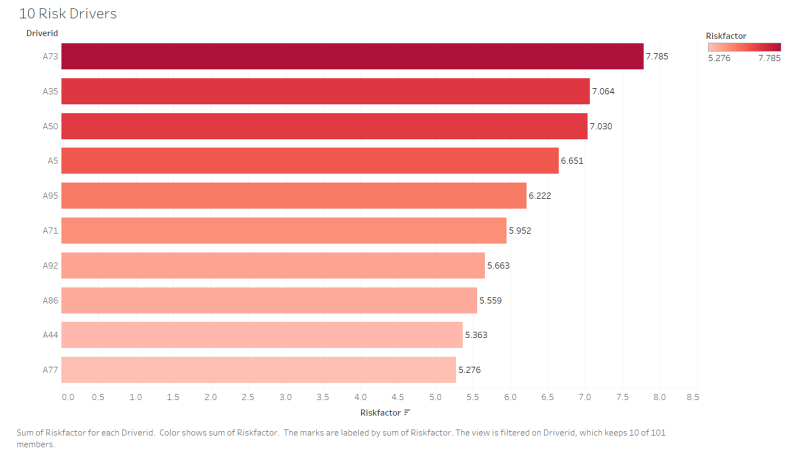 10 Risk Drivers
Driverid
Riskfactor
5.276 7.785
A73 7.785
A35 7.064
A50 7.030
A5 6.651
A95 6.222
A71 5.952
A92 5.663
A86 5.559
A44 5.363
A77 5.276
0.0 0.5 1.0 1.5 2.0 2.5 3.0 3.5 4.0 4.5 5.0 5.5 6.0 6.5 7.0 7.5 8.0 8.5
Riskfactor
Sum of Riskfactor for each Driverid. Color shows sum of Riskfactor. The marks are labeled by sum of Riskfactor. The view is filtered on Driverid, which keeps 10 of 101
members.